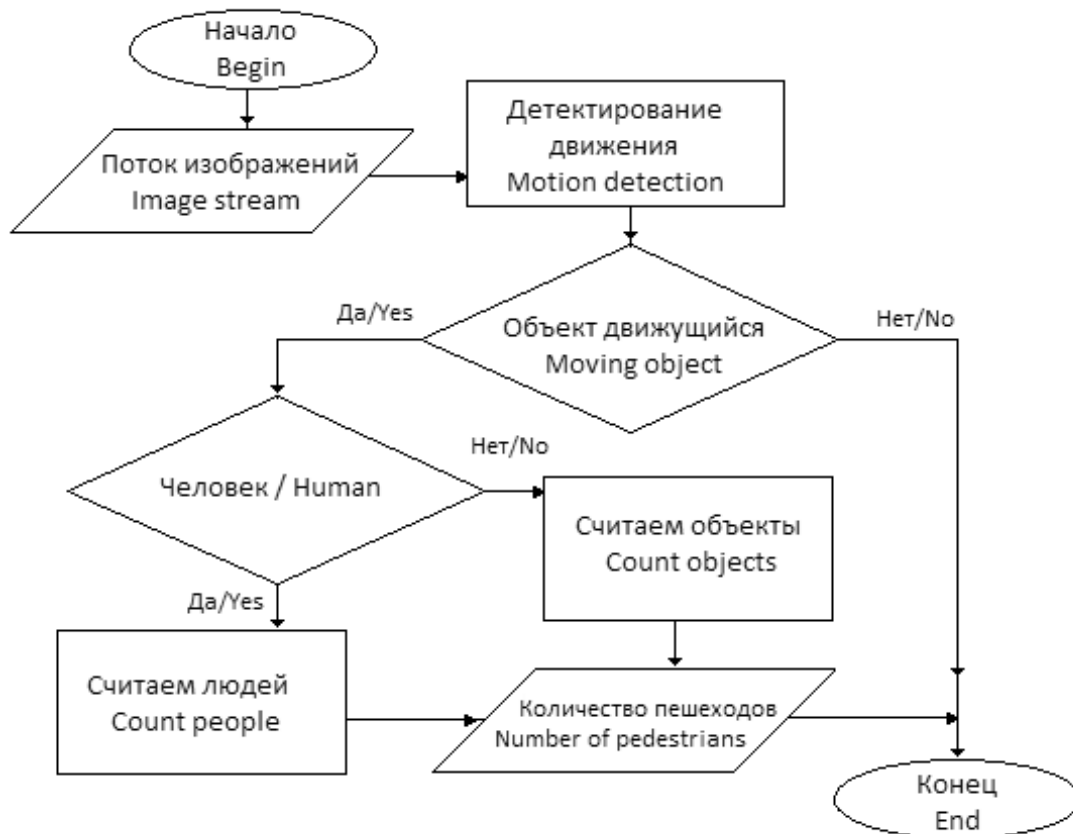 Начало
Begin
Поток изображений
Image stream
Детектирование
движения
Motion detection
Объект движущийся
Moving object
Да/Yes
Нет/No
Человек / Human
Нет/No
Да/Yes
Считаем объекты
Count objects
Считаем людей
Count people
Количество пешеходов
Number of pedestrians
Конец
End